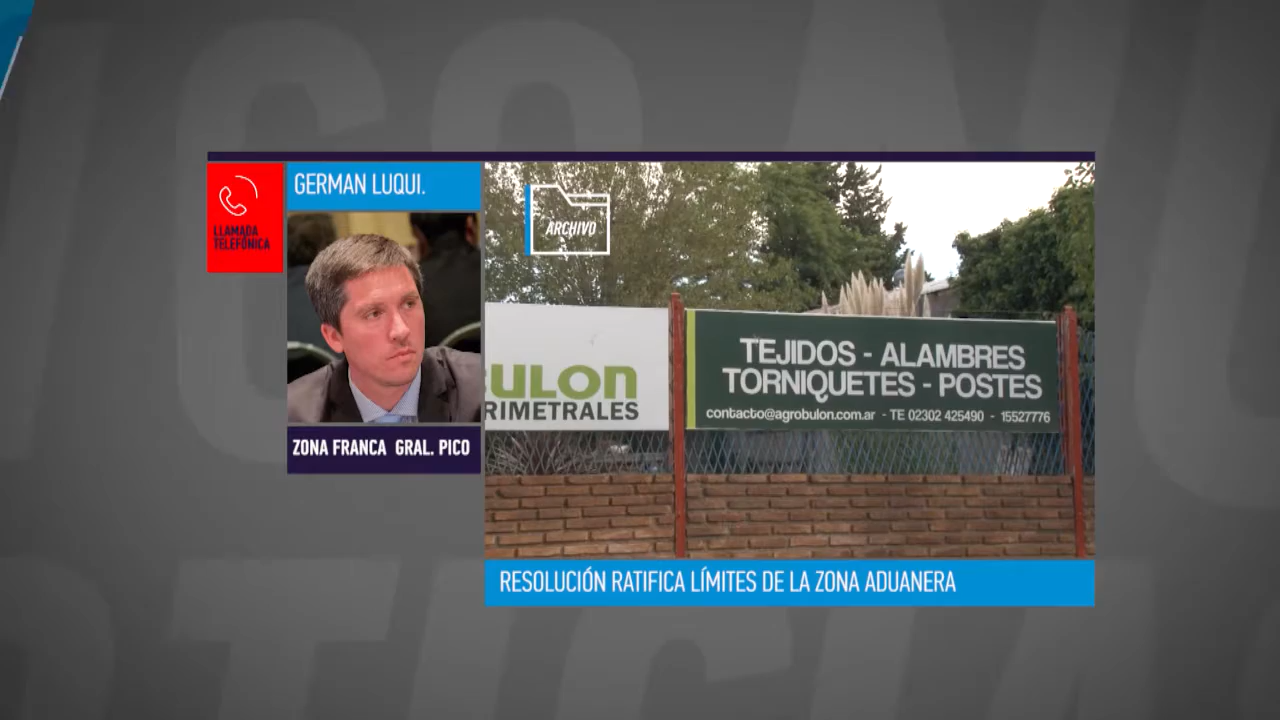 LLAMADA
TELEFÓNICA
GERMAN LUQUI.
ZONA FRANCA GRAL. PICO
ARCHIVO
ULON
RIMETRALES
TEJIDOS - ALAMBRES
TORNIQUETES - POSTES
contacto@agrobulon.com.ar - TE 02302 425490 - 15527776
RESOLUCIÓN RATIFICA LÍMITES DE LA ZONA ADUANERA